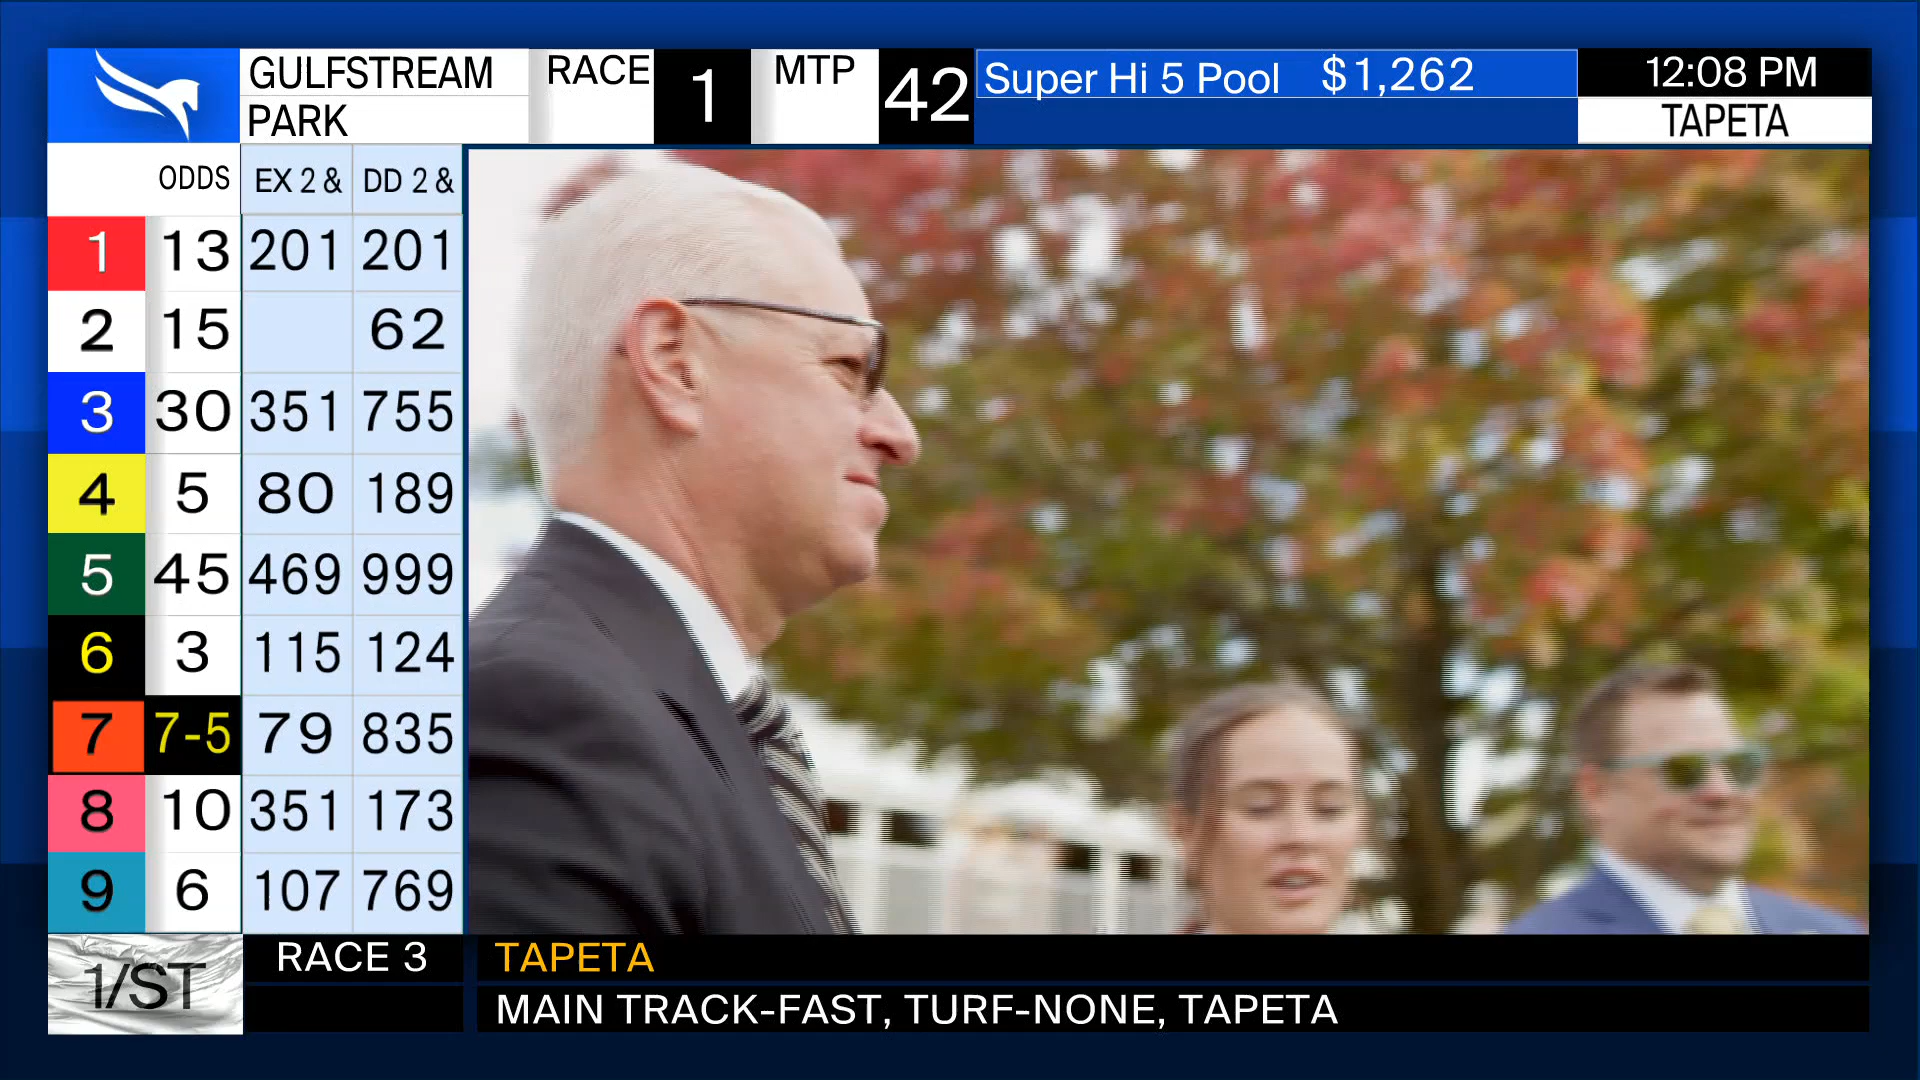 GULFSTREAM PARK RACE 1 MTP 42 Super Hi 5 Pool $1,262 12:08 PM
TAPETA
ODDS EX 2 & DD 2 &
1 13 201 201
2 15 62
3 30 351 755
4 5 80 189
5 45 469 999
6 3 115 124
7 7-5 79 835
8 10 351 173
9 6 107 769
1/ST RACE 3 TAPETA
MAIN TRACK-FAST, TURF-NONE, TAPETA